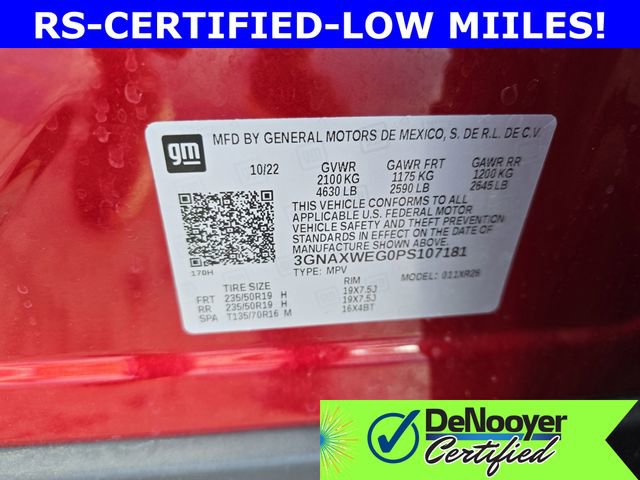 RS-CERTIFIED-LOW MIILES!
gm
MFD BY GENERAL MOTORS DE MEXICO, S. DE R.L. DE C.V.
10/22 GVWR GAWR FRT GAWR RR
2100 KG 1175 KG 1200 KG
4630 LB 2590 LB 2645 LB
THIS VEHICLE CONFORMS TO ALL
APPLICABLE U.S. FEDERAL MOTOR
VEHICLE SAFETY AND THEFT
PREVENTION STANDARDS IN EFFECT ON
THE DATE OF MANUFACTURE SHOWN ABOVE.
3GNAXWEG0PS107181
170H
TYPE: MPV MODEL: 011XR26
TIRE SIZE RIM
FRT 235/50R19 H 19X7.5J
RR 235/50R19 H 19X7.5J
SPA T135/70R16 M 16X4BT
DeNooyer
Certified